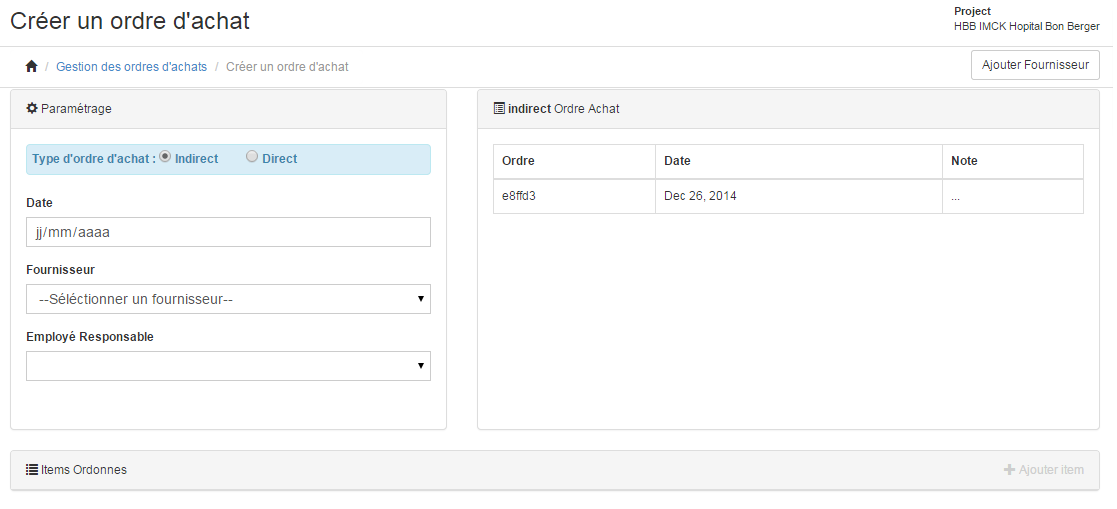 Créer un ordre d'achat
Project
HBB IMCK Hopital Bon Berger
/ Gestion des ordres d'achats / Créer un ordre d'achat
Ajouter Fournisseur
Paramétrage
Type d'ordre d'achat : Indirect Direct
Date
jj/mm/aaaa
Fournisseur
--Séléctionner un fournisseur--
Employé Responsable
indirect Ordre Achat
Ordre Date Note
e8ffd3 Dec 26, 2014 ...
Items Ordonnes
Ajouter item